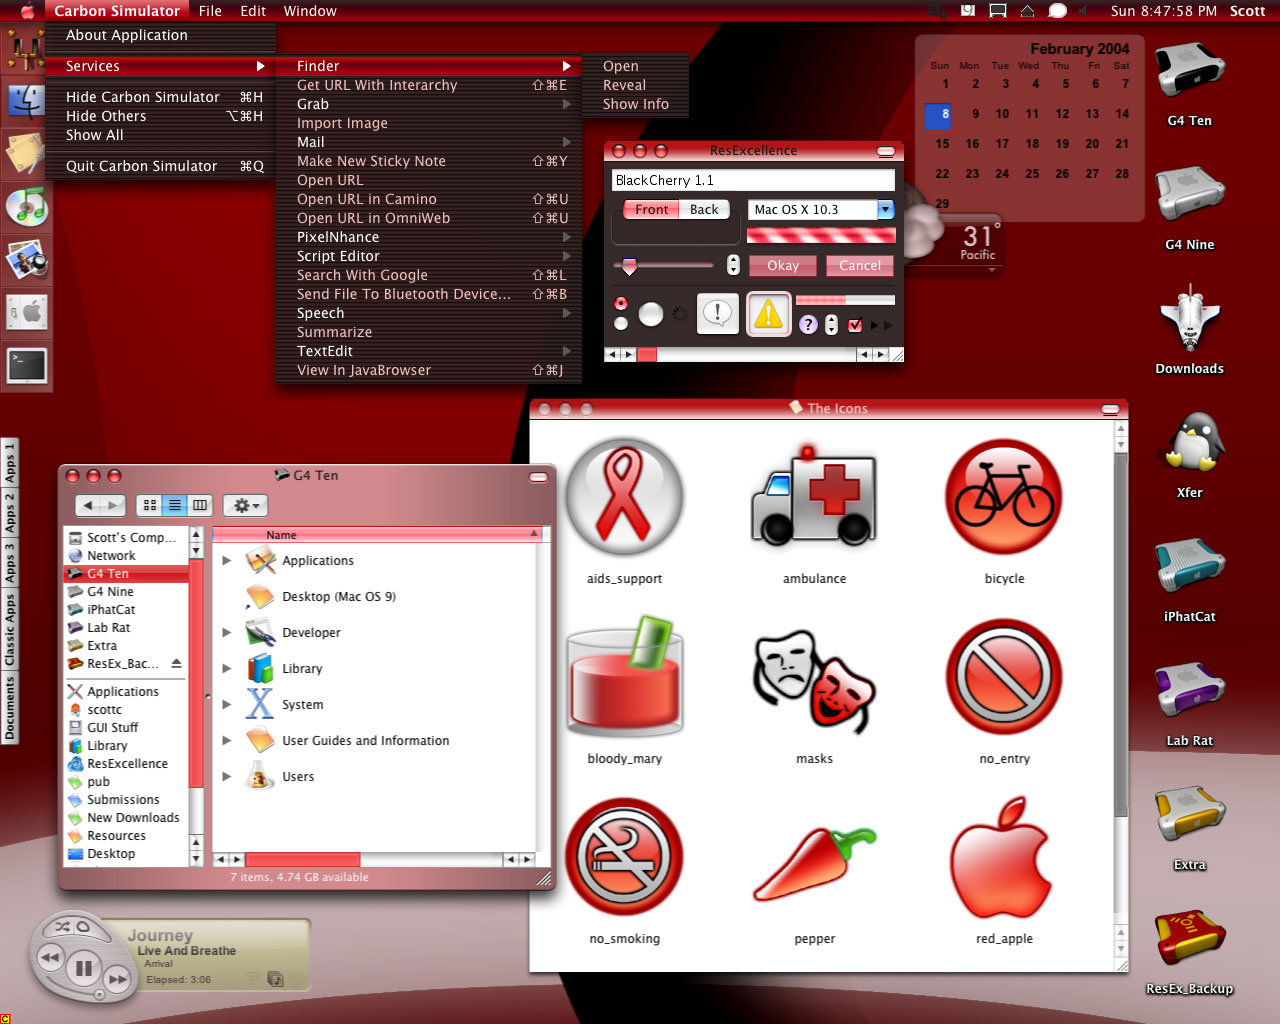 Carbon Simulator File Edit Window
Sun 8:47:58 PM Scott
About Application
Services
Hide Carbon Simulator ⌘H
Hide Others ⌥⌘H
Show All
Quit Carbon Simulator ⌘Q
Finder
Get URL With Interarchy ⇧⌘E
Grab
Import Image
Mail
Make New Sticky Note ⇧⌘Y
Open URL
Open URL in Camino ⇧⌘U
Open URL in OmniWeb ⇧⌘U
PixelNhance
Script Editor
Search With Google ⇧⌘L
Send File To Bluetooth Device... ⇧⌘B
Speech
Summarize
TextEdit
View In JavaBrowser ⇧⌘J
Open
Reveal
Show Info
ResExcellence
BlackCherry 1.1
Front Back
Mac OS X 10.3
Okay Cancel
February 2004
Sun Mon Tue Wed Thu Fri Sat
1 2 3 4 5 6 7
8 9 10 11 12 13 14
15 16 17 18 19 20 21
22 23 24 25 26 27 28
29
31°
Pacific
G4 Ten
G4 Nine
Downloads
Xfer
iPhatCat
Lab Rat
Extra
ResEx_Backup
Apps 1
Apps 2
Apps 3
Classic Apps
Documents
G4 Ten
Name
Scott's Comp...
Network
G4 Ten
G4 Nine
iPhatCat
Lab Rat
Extra
ResEx_Bac...
Applications
scottc
GUI Stuff
Library
ResExcellence
pub
Submissions
New Downloads
Resources
Desktop
Applications
Desktop (Mac OS 9)
Developer
Library
System
User Guides and Information
Users
7 items, 4.74 GB available
The Icons
aids_support
ambulance
bicycle
bloody_mary
masks
no_entry
no_smoking
pepper
red_apple
Journey
Live And Breathe
Arrival
Elapsed: 3:06
C